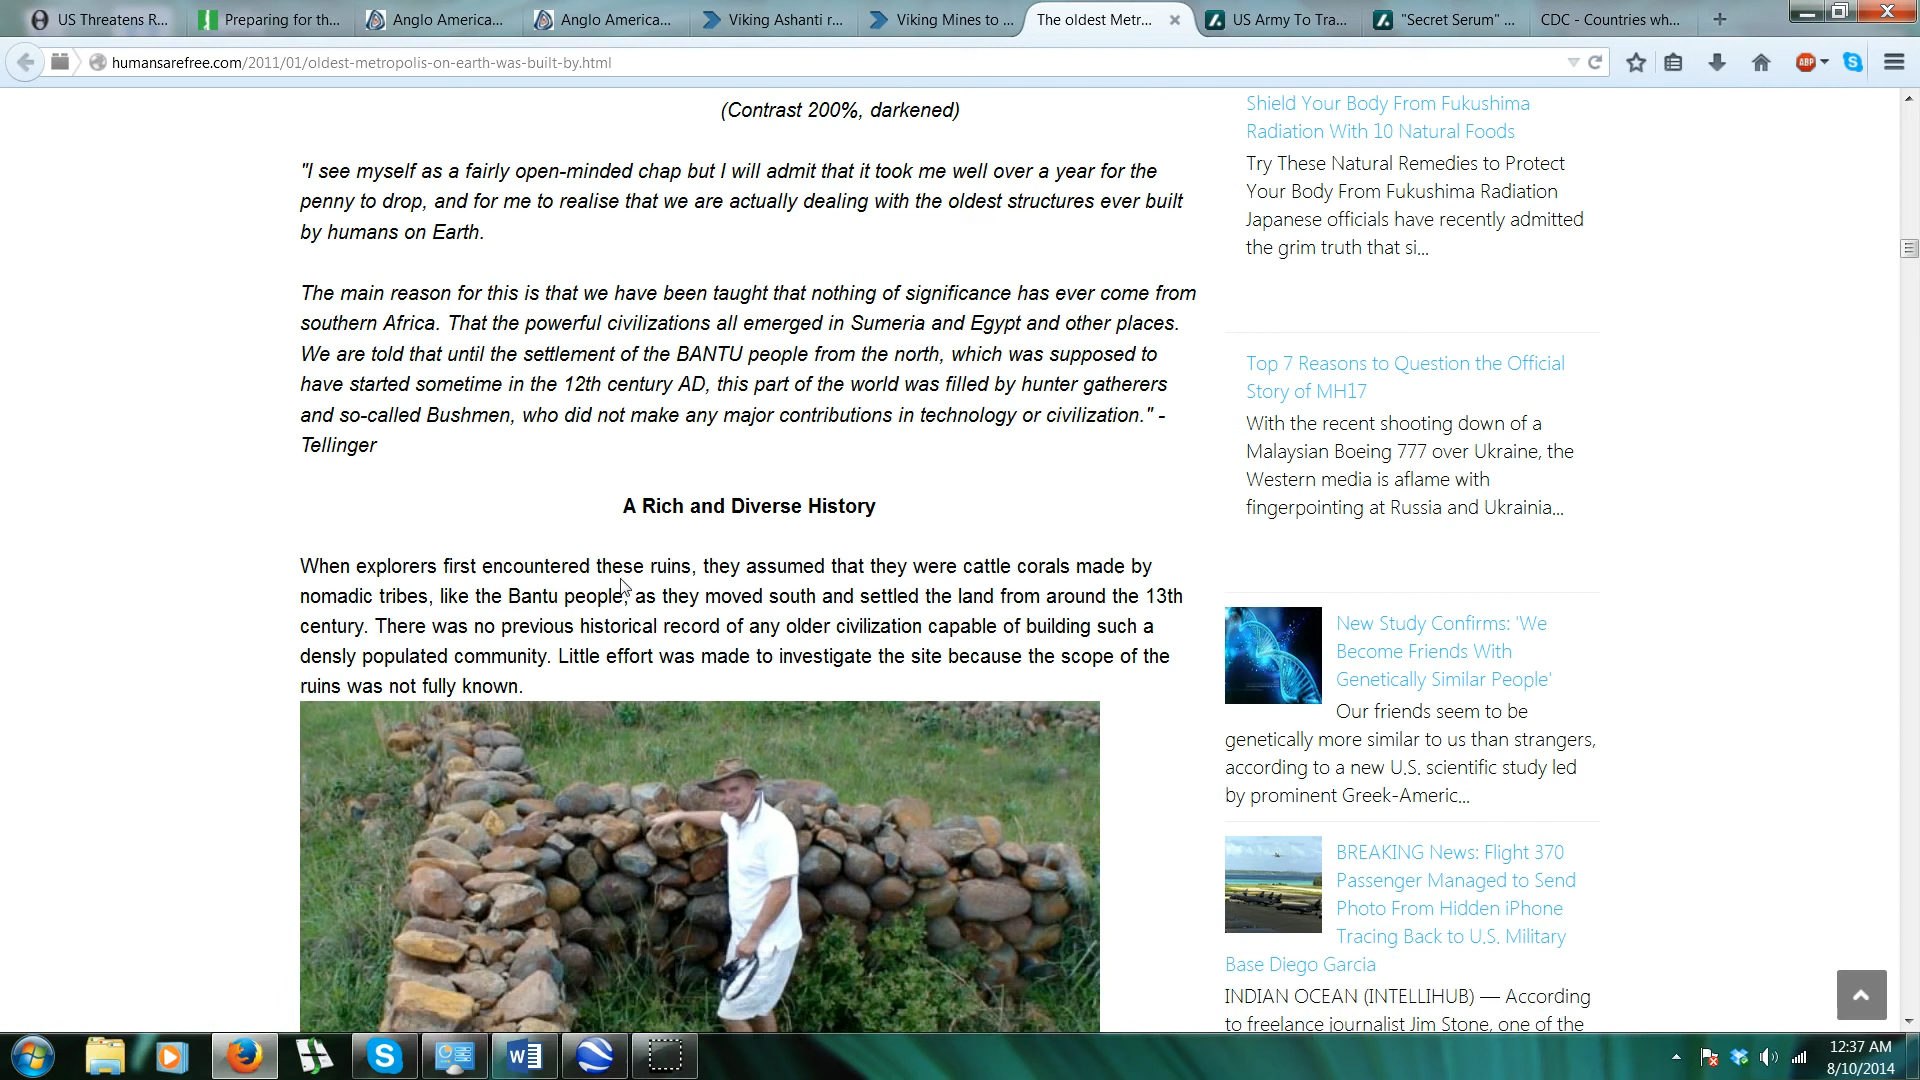 US Threatens R...
Preparing for th...
Anglo America...
Anglo America...
Viking Ashanti r...
Viking Mines to ...
The oldest Metr...
US Army To Tra...
"Secret Serum" ...
CDC - Countries wh...
humansarefree.com/2011/01/oldest-metropolis-on-earth-was-built-by.html
ABP
(Contrast 200%, darkened)
"I see myself as a fairly open-minded chap but I will admit that it took me well over a year for the
penny to drop, and for me to realise that we are actually dealing with the oldest structures ever built
by humans on Earth.
The main reason for this is that we have been taught that nothing of significance has ever come from
southern Africa. That the powerful civilizations all emerged in Sumeria and Egypt and other places.
We are told that until the settlement of the BANTU people from the north, which was supposed to
have started sometime in the 12th century AD, this part of the world was filled by hunter gatherers
and so-called Bushmen, who did not make any major contributions in technology or civilization." -
Tellinger
A Rich and Diverse History
When explorers first encountered these ruins, they assumed that they were cattle corals made by
nomadic tribes, like the Bantu people, as they moved south and settled the land from around the 13th
century. There was no previous historical record of any older civilization capable of building such a
densly populated community. Little effort was made to investigate the site because the scope of the
ruins was not fully known.
Shield Your Body From Fukushima
Radiation With 10 Natural Foods
Try These Natural Remedies to Protect
Your Body From Fukushima Radiation
Japanese officials have recently admitted
the grim truth that si...
Top 7 Reasons to Question the Official
Story of MH17
With the recent shooting down of a
Malaysian Boeing 777 over Ukraine, the
Western media is aflame with
fingerpointing at Russia and Ukrainia...
New Study Confirms: 'We
Become Friends With
Genetically Similar People'
Our friends seem to be
genetically more similar to us than strangers,
according to a new U.S. scientific study led
by prominent Greek-Americ...
BREAKING News: Flight 370
Passenger Managed to Send
Photo From Hidden iPhone
Tracing Back to U.S. Military
Base Diego Garcia
INDIAN OCEAN (INTELLIHUB) — According
to freelance journalist Jim Stone, one of the
12:37 AM
8/10/2014